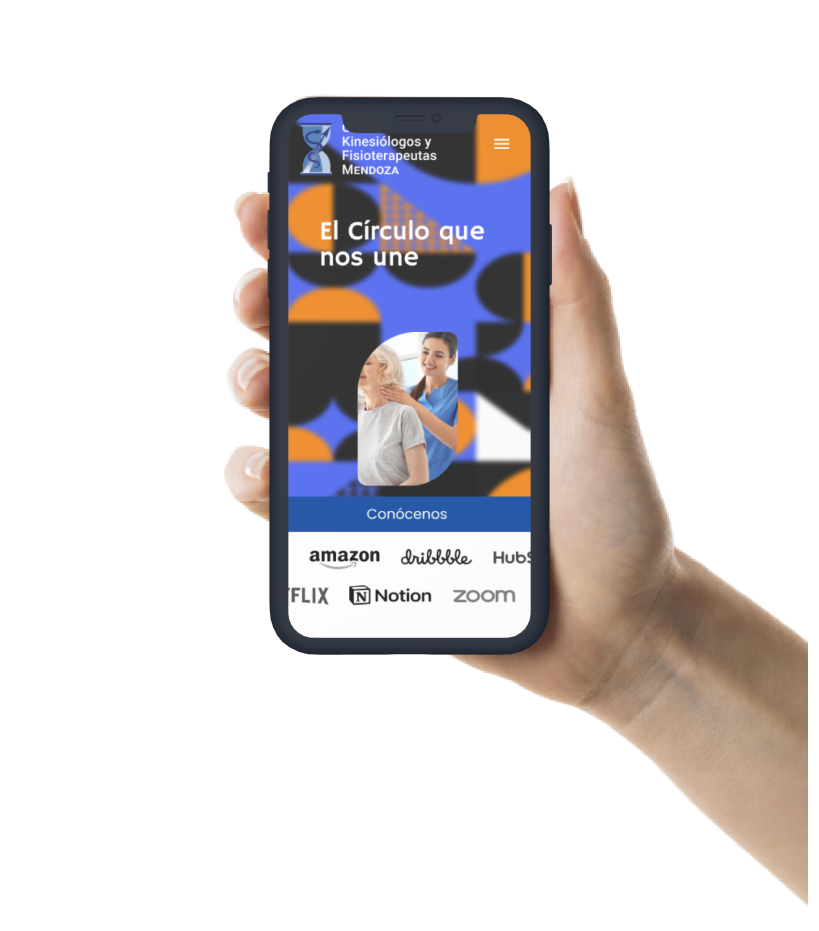 Kinesiólogos y
Fisioterapeutas
MENDOZA
El Círculo que
nos une
Conócenos
amazon dribbble HubS
TFLIX Notion zoom